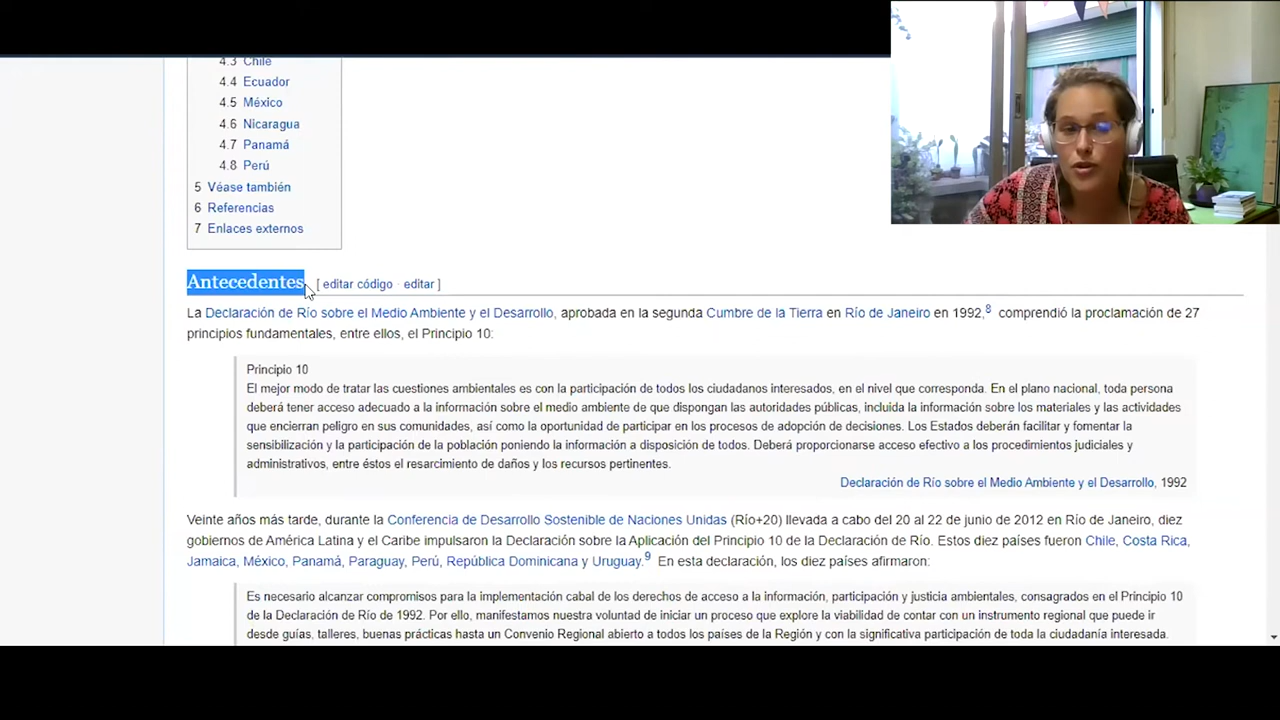 4.3 Chile
4.4 Ecuador
4.5 México
4.6 Nicaragua
4.7 Panamá
4.8 Perú
5 Véase también
6 Referencias
7 Enlaces externos
Antecedentes [ editar código · editar ]
La Declaración de Río sobre el Medio Ambiente y el Desarrollo, aprobada en la segunda Cumbre de la Tierra en Río de Janeiro en 1992,8 comprendió la proclamación de 27
principios fundamentales, entre ellos, el Principio 10:
Principio 10
El mejor modo de tratar las cuestiones ambientales es con la participación de todos los ciudadanos interesados, en el nivel que corresponda. En el plano nacional, toda persona
deberá tener acceso adecuado a la información sobre el medio ambiente de que dispongan las autoridades públicas, incluida la información sobre los materiales y las actividades
que encierran peligro en sus comunidades, así como la oportunidad de participar en los procesos de adopción de decisiones. Los Estados deberán facilitar y fomentar la
sensibilización y la participación de la población poniendo la información a disposición de todos. Deberá proporcionarse acceso efectivo a los procedimientos judiciales y
administrativos, entre éstos el resarcimiento de daños y los recursos pertinentes.
Declaración de Río sobre el Medio Ambiente y el Desarrollo, 1992
Veinte años más tarde, durante la Conferencia de Desarrollo Sostenible de Naciones Unidas (Río+20) llevada a cabo del 20 al 22 de junio de 2012 en Río de Janeiro, diez
gobiernos de América Latina y el Caribe impulsaron la Declaración sobre la Aplicación del Principio 10 de la Declaración de Río. Estos diez países fueron Chile, Costa Rica,
Jamaica, México, Panamá, Paraguay, Perú, República Dominicana y Uruguay.9 En esta declaración, los diez países afirmaron:
Es necesario alcanzar compromisos para la implementación cabal de los derechos de acceso a la información, participación y justicia ambientales, consagrados en el Principio 10
de la Declaración de Río de 1992. Por ello, manifestamos nuestra voluntad de iniciar un proceso que explore la viabilidad de contar con un instrumento regional que puede ir
desde guías, talleres, buenas prácticas hasta un Convenio Regional abierto a todos los países de la Región y con la significativa participación de toda la ciudadanía interesada.